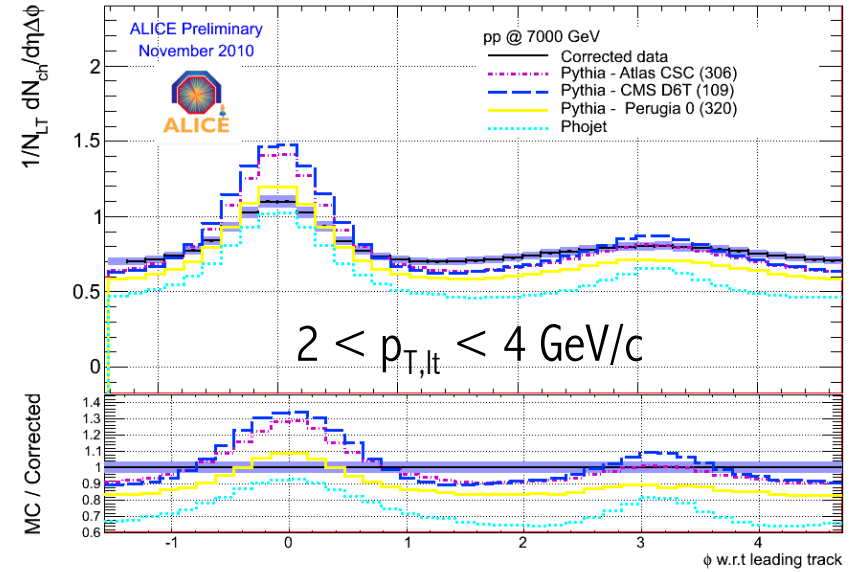 ALICE Preliminary
November 2010
ALICE
pp @ 7000 GeV
Corrected data
Pythia - Atlas CSC (306)
Pythia - CMS D6T (109)
Pythia - Perugia 0 (320)
Phojet
1/N_LT dN_ch/dηΔϕ
2
1.5
1
0.5
0
2 < p_T,lt < 4 GeV/c
MC / Corrected
1.4
1.3
1.2
1.1
1
0.9
0.8
0.7
0.6
-1 0 1 2 3 4
ϕ w.r.t leading track